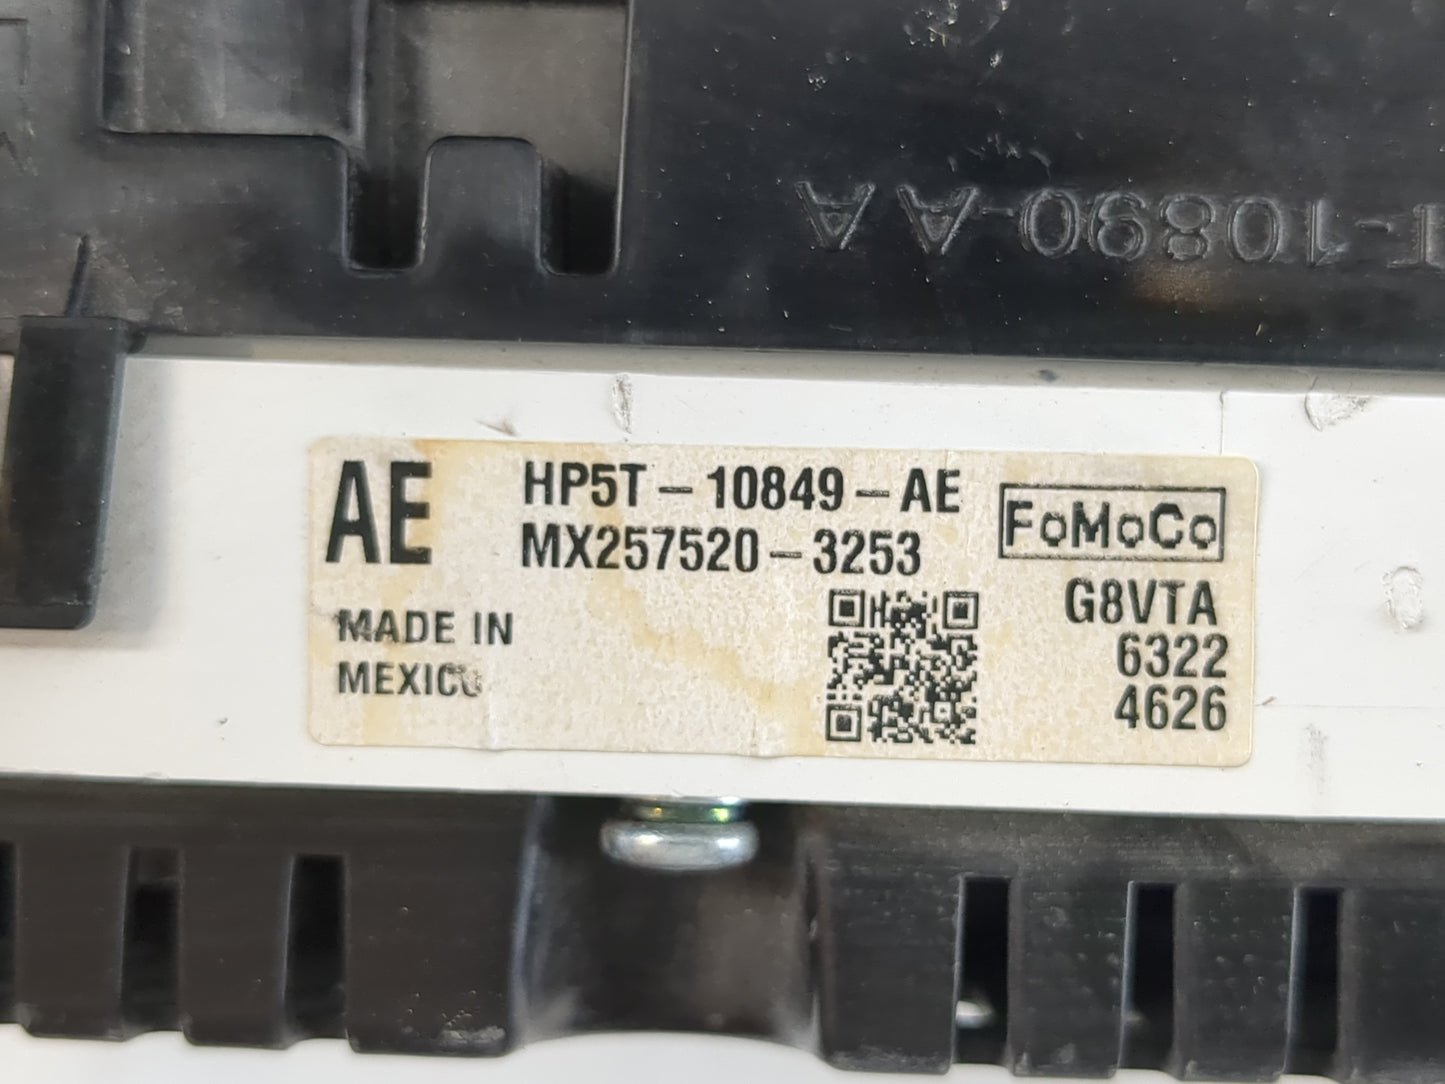 T-10890-AA A
AE
HP5T-10849-AE
MX257520-3253
FoMoCo
MADE IN
MEXICO
G8VTA
6322
4626